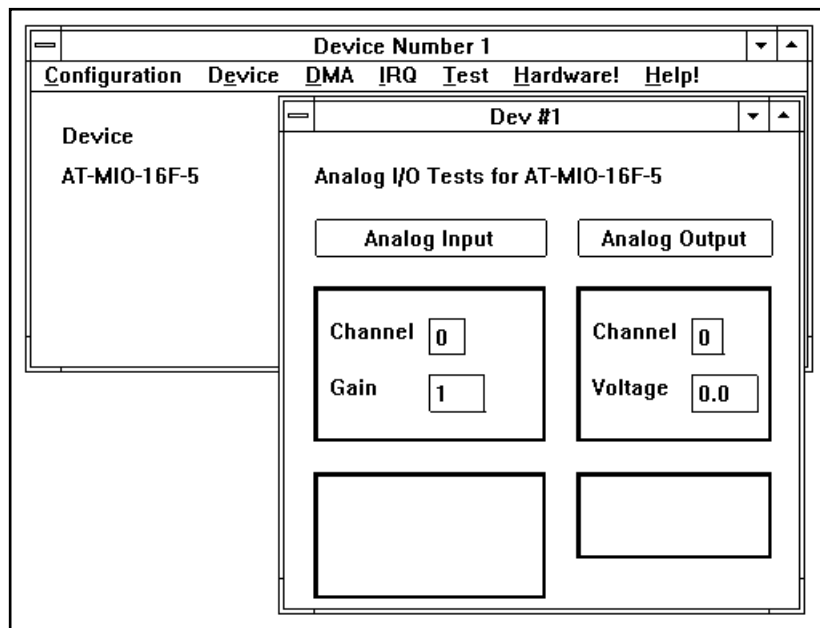 Device Number 1
Configuration Device DMA IRQ Test Hardware! Help!
Device
AT-MIO-16F-5
Dev #1
Analog I/O Tests for AT-MIO-16F-5
Analog Input Analog Output
Channel 0 Channel 0
Gain 1 Voltage 0.0